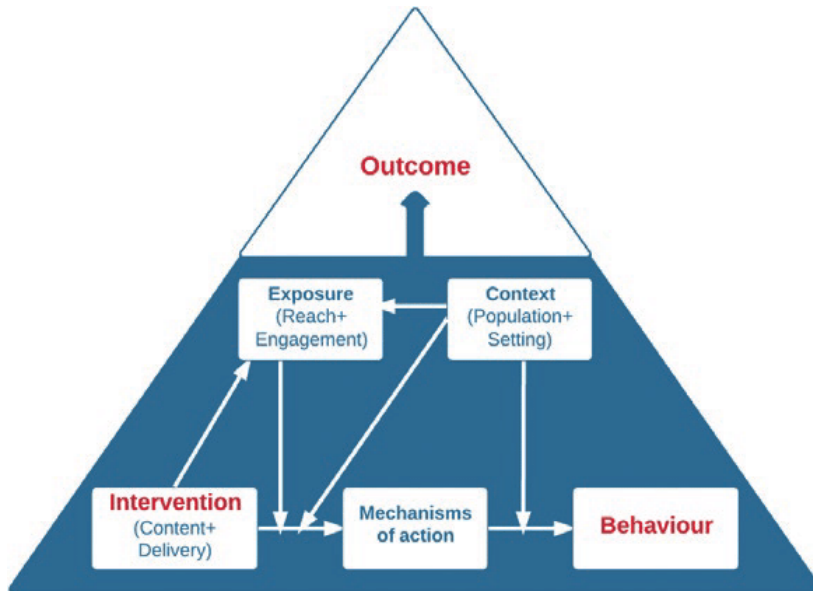 Outcome
Exposure
(Reach+
Engagement)
Context
(Population+
Setting)
Intervention
(Content+
Delivery)
Mechanisms
of action
Behaviour